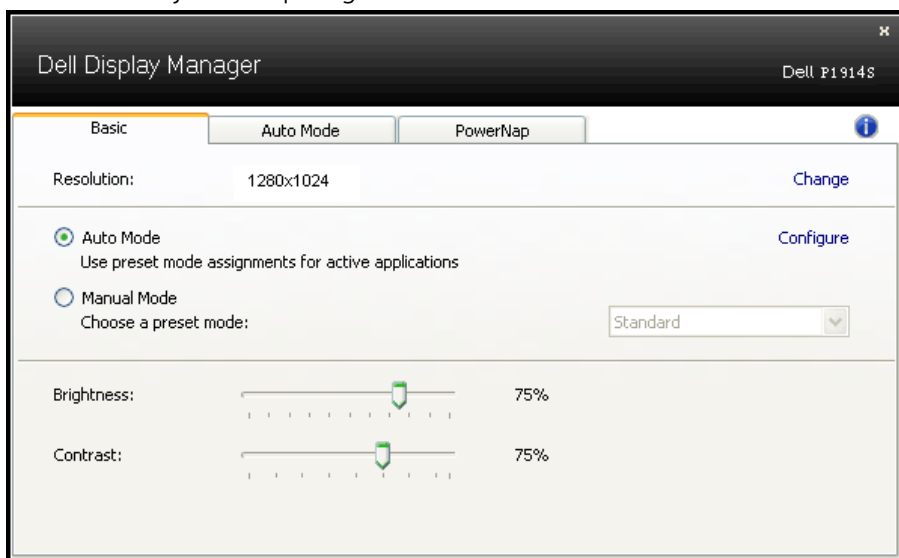 Dell Display Manager
Dell P1914S
Basic
Auto Mode
PowerNap
Resolution:
1280x1024
Change
Auto Mode
Configure
Use preset mode assignments for active applications
Manual Mode
Choose a preset mode:
Standard
Brightness:
75%
Contrast:
75%